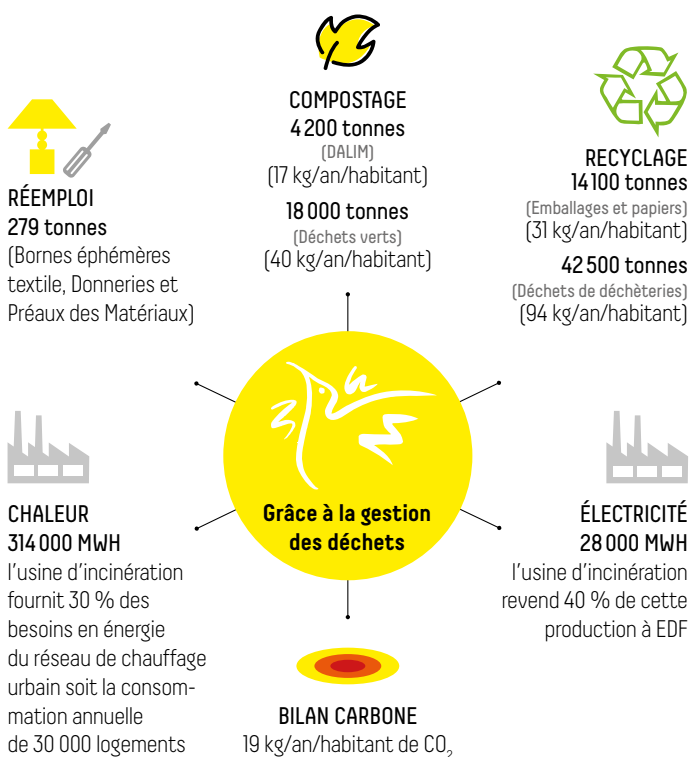 COMPOSTAGE
4 200 tonnes
(DALIM)
(17 kg/an/habitant)
18 000 tonnes
(Déchets verts)
(40 kg/an/habitant)
RÉEMPLOI
279 tonnes
(Bornes éphémères
textile, Donneries et
Préaux des Matériaux)
RECYCLAGE
14 100 tonnes
(Emballages et papiers)
(31 kg/an/habitant)
42 500 tonnes
(Déchets de déchèteries)
(94 kg/an/habitant)
Grâce à la gestion
des déchets
CHALEUR
314 000 MWH
l'usine d'incinération
fournit 30 % des
besoins en énergie
du réseau de chauffage
urbain soit la consom-
mation annuelle
de 30 000 logements
ÉLECTRICITÉ
28 000 MWH
l'usine d'incinération
revend 40 % de cette
production à EDF
BILAN CARBONE
19 kg/an/habitant de CO₂